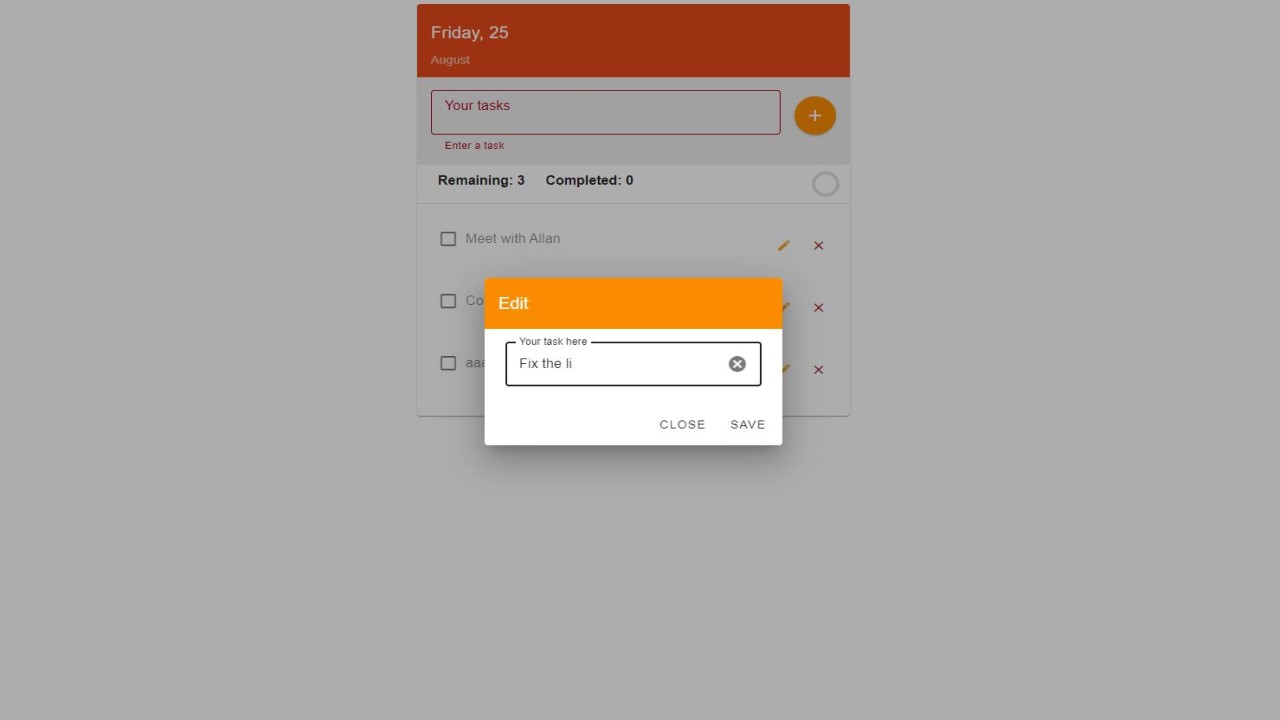 Friday, 25
August
Your tasks
Enter a task
Remaining: 3 Completed: 0
Meet with Allan
Co
aaa
Edit
Your task here
Fix the li
CLOSE SAVE